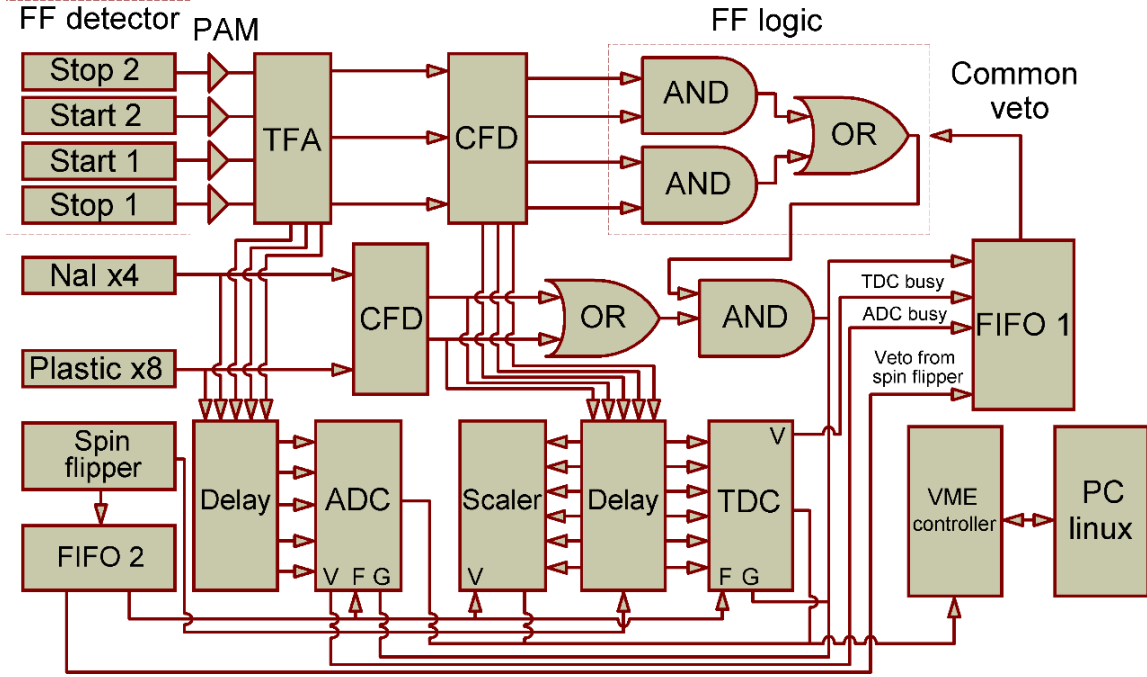 FF detector
PAM
FF logic
Common
veto
Stop 2
Start 2
Start 1
Stop 1
TFA
CFD
AND
AND
OR
NaI x4
Plastic x8
CFD
OR
AND
TDC busy
ADC busy
Veto from
spin flipper
FIFO 1
Spin
flipper
FIFO 2
Delay
ADC
V F G
Scaler
V
Delay
TDC
V
F G
VME
controller
PC
linux